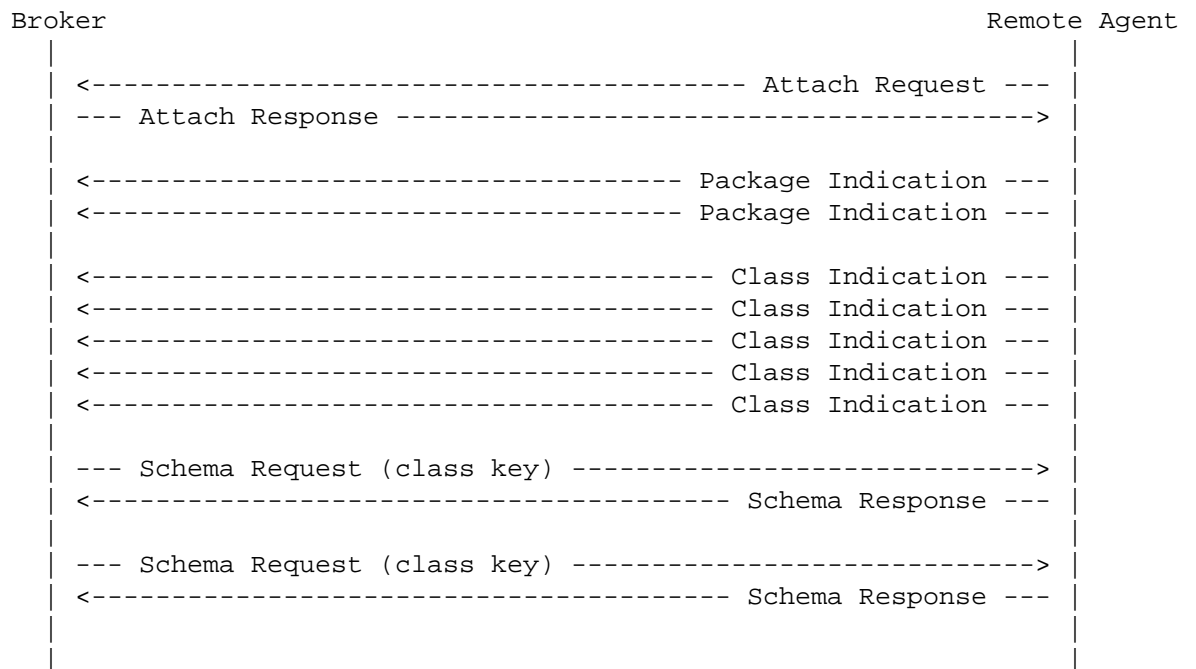 Broker Remote Agent
<----------------------------------------- Attach Request ---
--- Attach Response ---------------------------------------->
<------------------------------------- Package Indication ---
<------------------------------------- Package Indication ---
<--------------------------------------- Class Indication ---
<--------------------------------------- Class Indication ---
<--------------------------------------- Class Indication ---
<--------------------------------------- Class Indication ---
<--------------------------------------- Class Indication ---
--- Schema Request (class key) ----------------------------->
<---------------------------------------- Schema Response ---
--- Schema Request (class key) ----------------------------->
<---------------------------------------- Schema Response ---